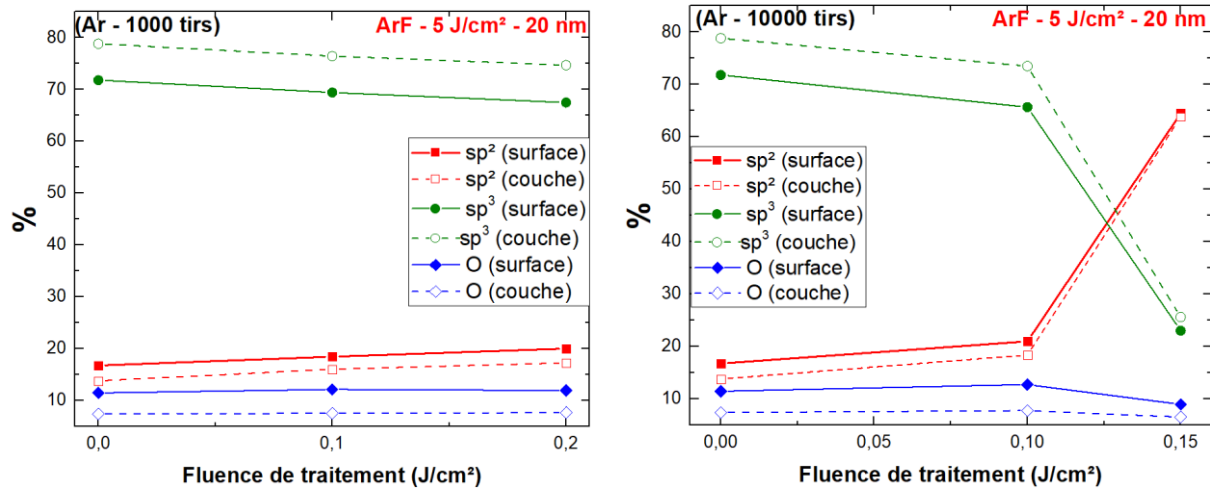 (Ar - 1000 tirs)
ArF - 5 J/cm² - 20 nm
80
70
60
50
40
30
20
10
%
sp² (surface)
sp² (couche)
sp³ (surface)
sp³ (couche)
O (surface)
O (couche)
0,0
0,1
0,2
Fluence de traitement (J/cm²)
(Ar - 10000 tirs)
ArF - 5 J/cm² - 20 nm
80
70
60
50
40
30
20
10
%
sp² (surface)
sp² (couche)
sp³ (surface)
sp³ (couche)
O (surface)
O (couche)
0,00
0,05
0,10
0,15
Fluence de traitement (J/cm²)